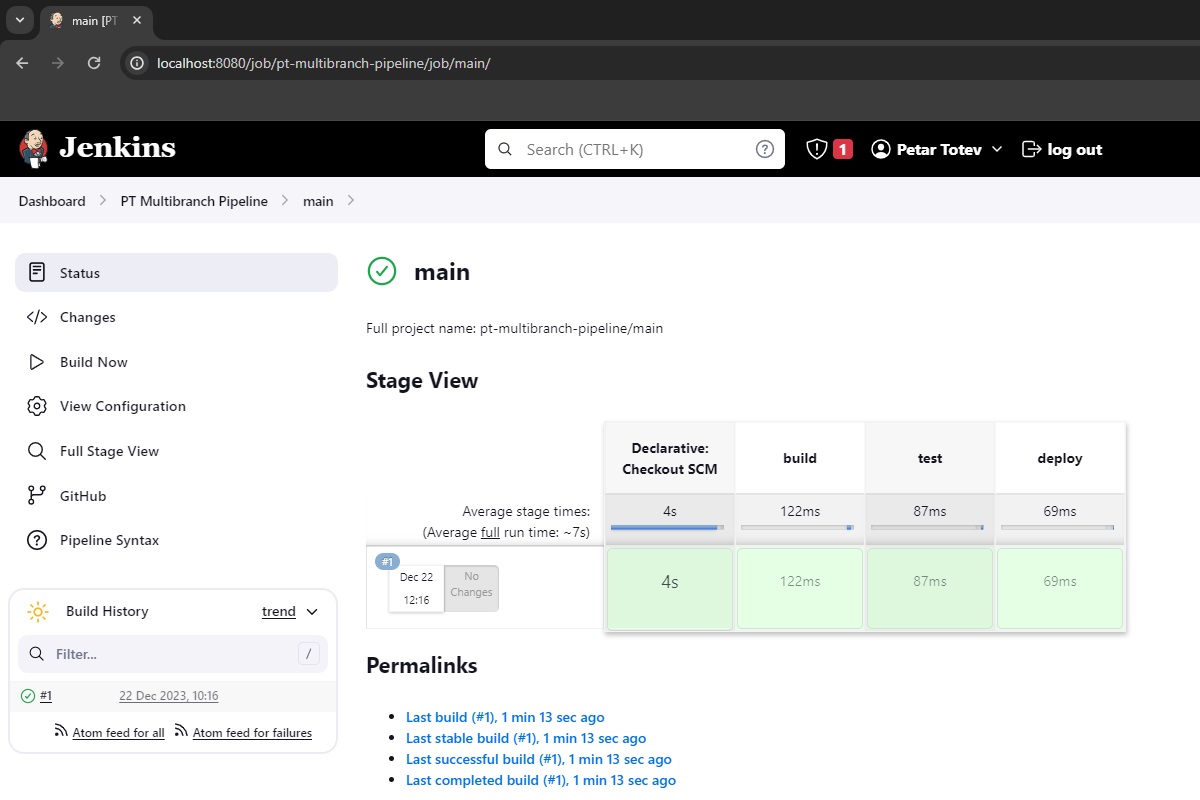 main [PT
localhost:8080/job/pt-multibranch-pipeline/job/main/
Jenkins
Search (CTRL+K)
?
1
Petar Totev
log out
Dashboard
PT Multibranch Pipeline
main
Status
Changes
Build Now
View Configuration
Full Stage View
GitHub
Pipeline Syntax
Build History
trend
Filter...
/
#1
22 Dec 2023, 10:16
Atom feed for all
Atom feed for failures
main
Full project name: pt-multibranch-pipeline/main
Stage View
Declarative:
Checkout SCM
build
test
deploy
Average stage times:
(Average full run time: ~7s)
4s
122ms
87ms
69ms
#1
Dec 22
12:16
No
Changes
4s
122ms
87ms
69ms
Permalinks
Last build (#1), 1 min 13 sec ago
Last stable build (#1), 1 min 13 sec ago
Last successful build (#1), 1 min 13 sec ago
Last completed build (#1), 1 min 13 sec ago